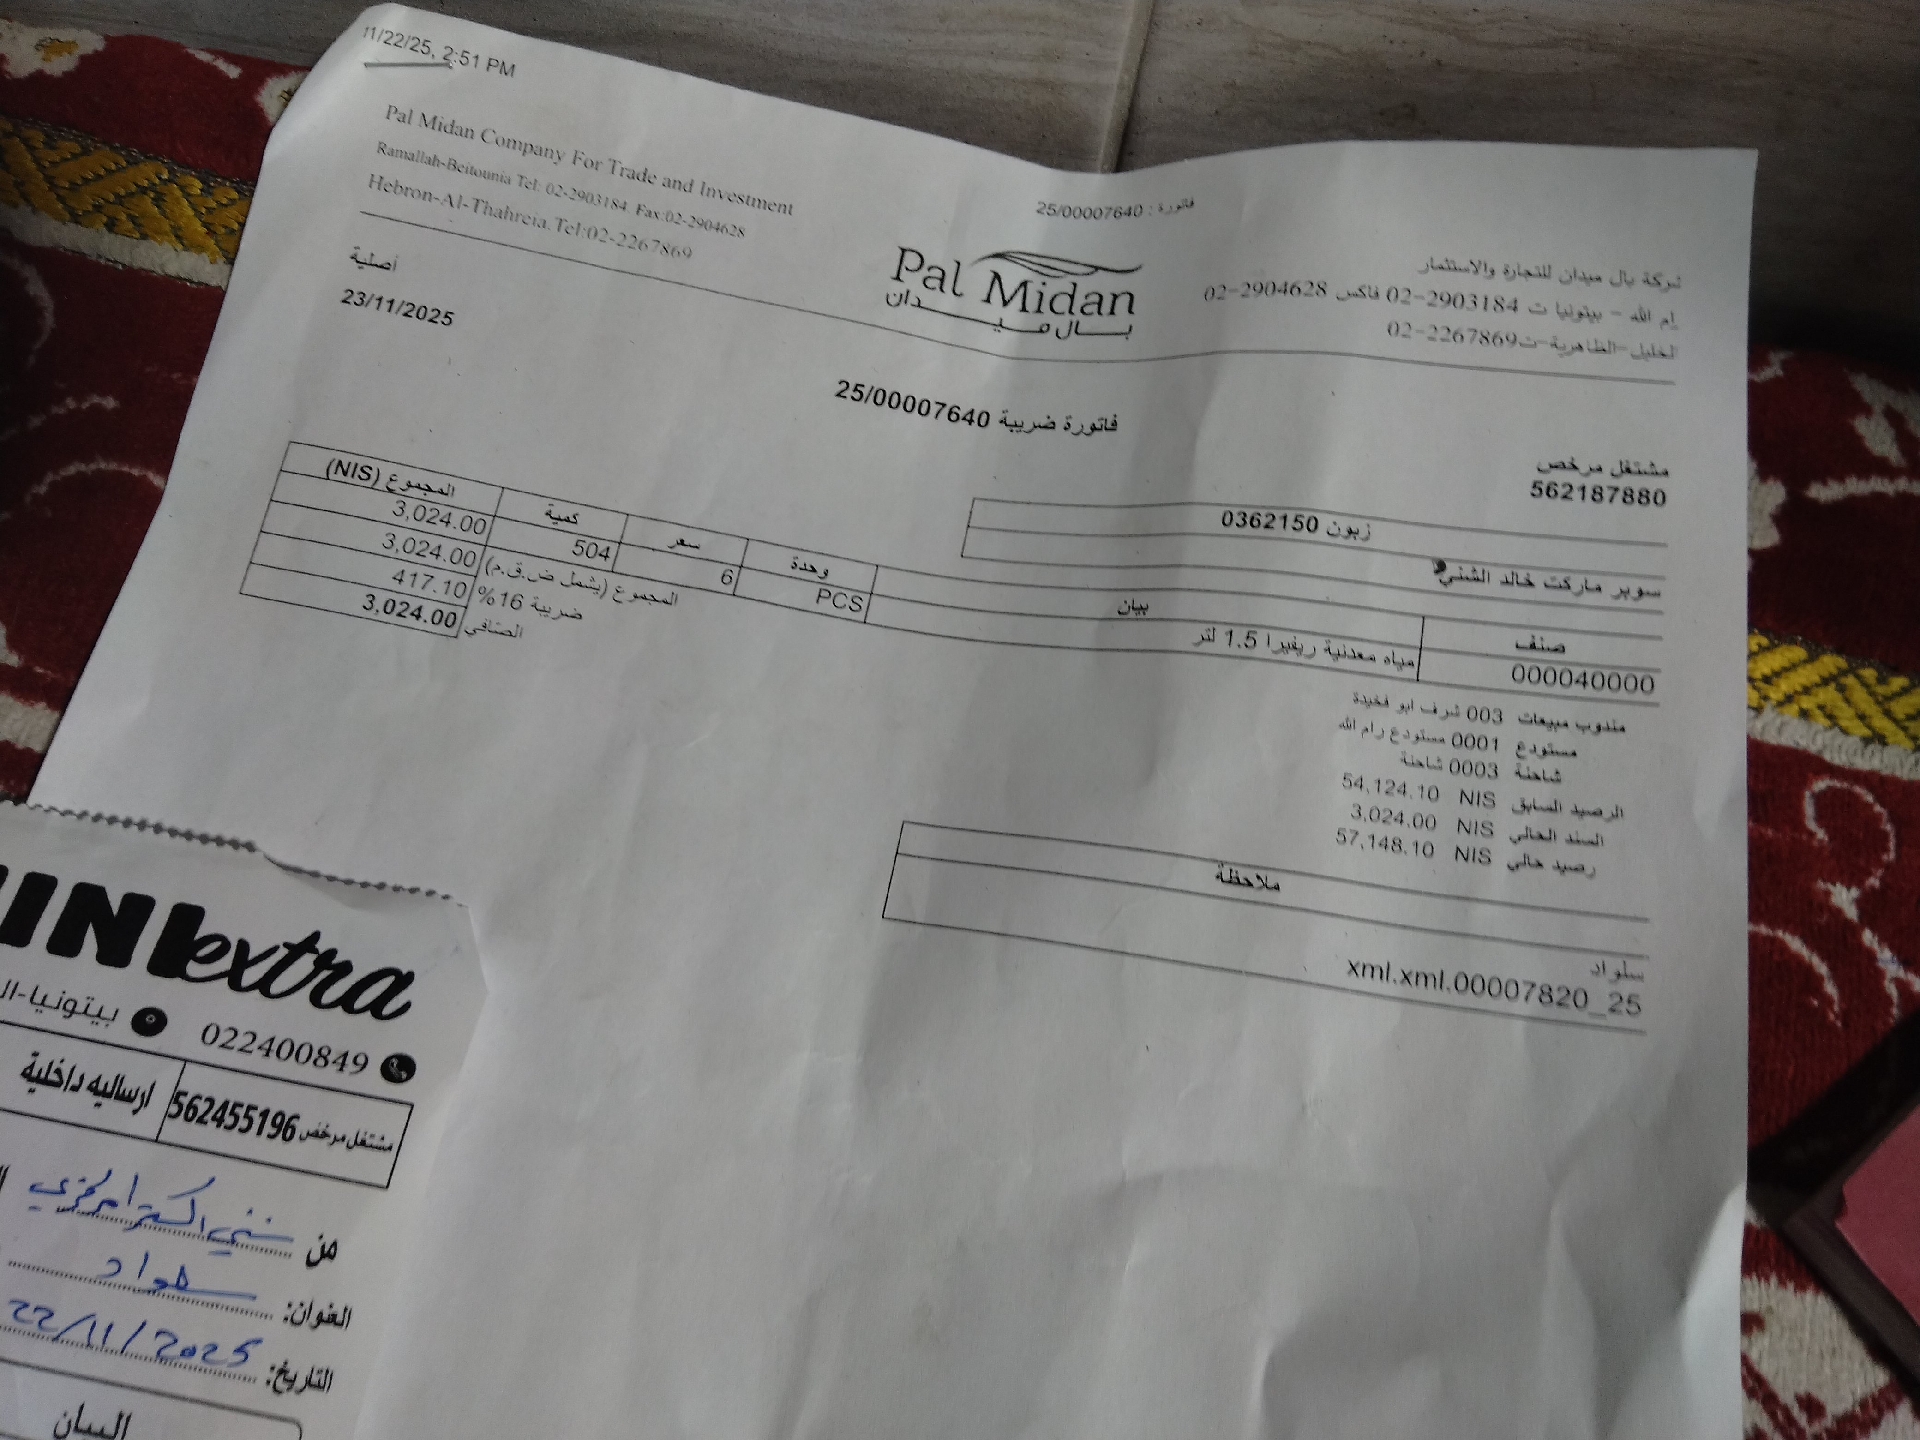 11/22/25, 2:51 PM
فاتورة : 25/00007640
Pal Midan Company For Trade and Investment
Ramallah-Beitounia Tel: 02-2903184. Fax:02-2904628
Hebron-Al-Thahreia.Tel:02-2267869
Pal Midan
بال ميدان
شركة بال ميدان للتجارة والاستثمار
رام الله - بيتونيا ت 2903184-02 فاكس 2904628-02
الخليل-الظاهرية-ت2267869-02
أصلية
23/11/2025
فاتورة ضريبة 25/00007640
مشتغل مرخص
562187880
زبون 0362150
سوبر ماركت خالد الشني
صنف بيان وحدة سعر كمية المجموع (NIS)
000040000 مياه معدنية ريفيرا 1.5 لتر PCS 6 504 3,024.00
المجموع (يشمل ض.ق.م) 3,024.00
ضريبة 16% 417.10
الصافي 3,024.00
مندوب مبيعات 003 شرف ابو فخيدة
مستودع 0001 مستودع رام الله
شاحنة 0003 شاحنة
الرصيد السابق NIS 54,124.10
السند الحالي NIS 3,024.00
رصيد حالي NIS 57,148.10
ملاحظة
سلواد
xml.xml.00007820_25
INI extra
022400849
بيتونيا-ال
مشتغل مرخص 562455196
ارساليه داخلية
من
العنوان: سلواد
التاريخ: 22/11/2025
البيان